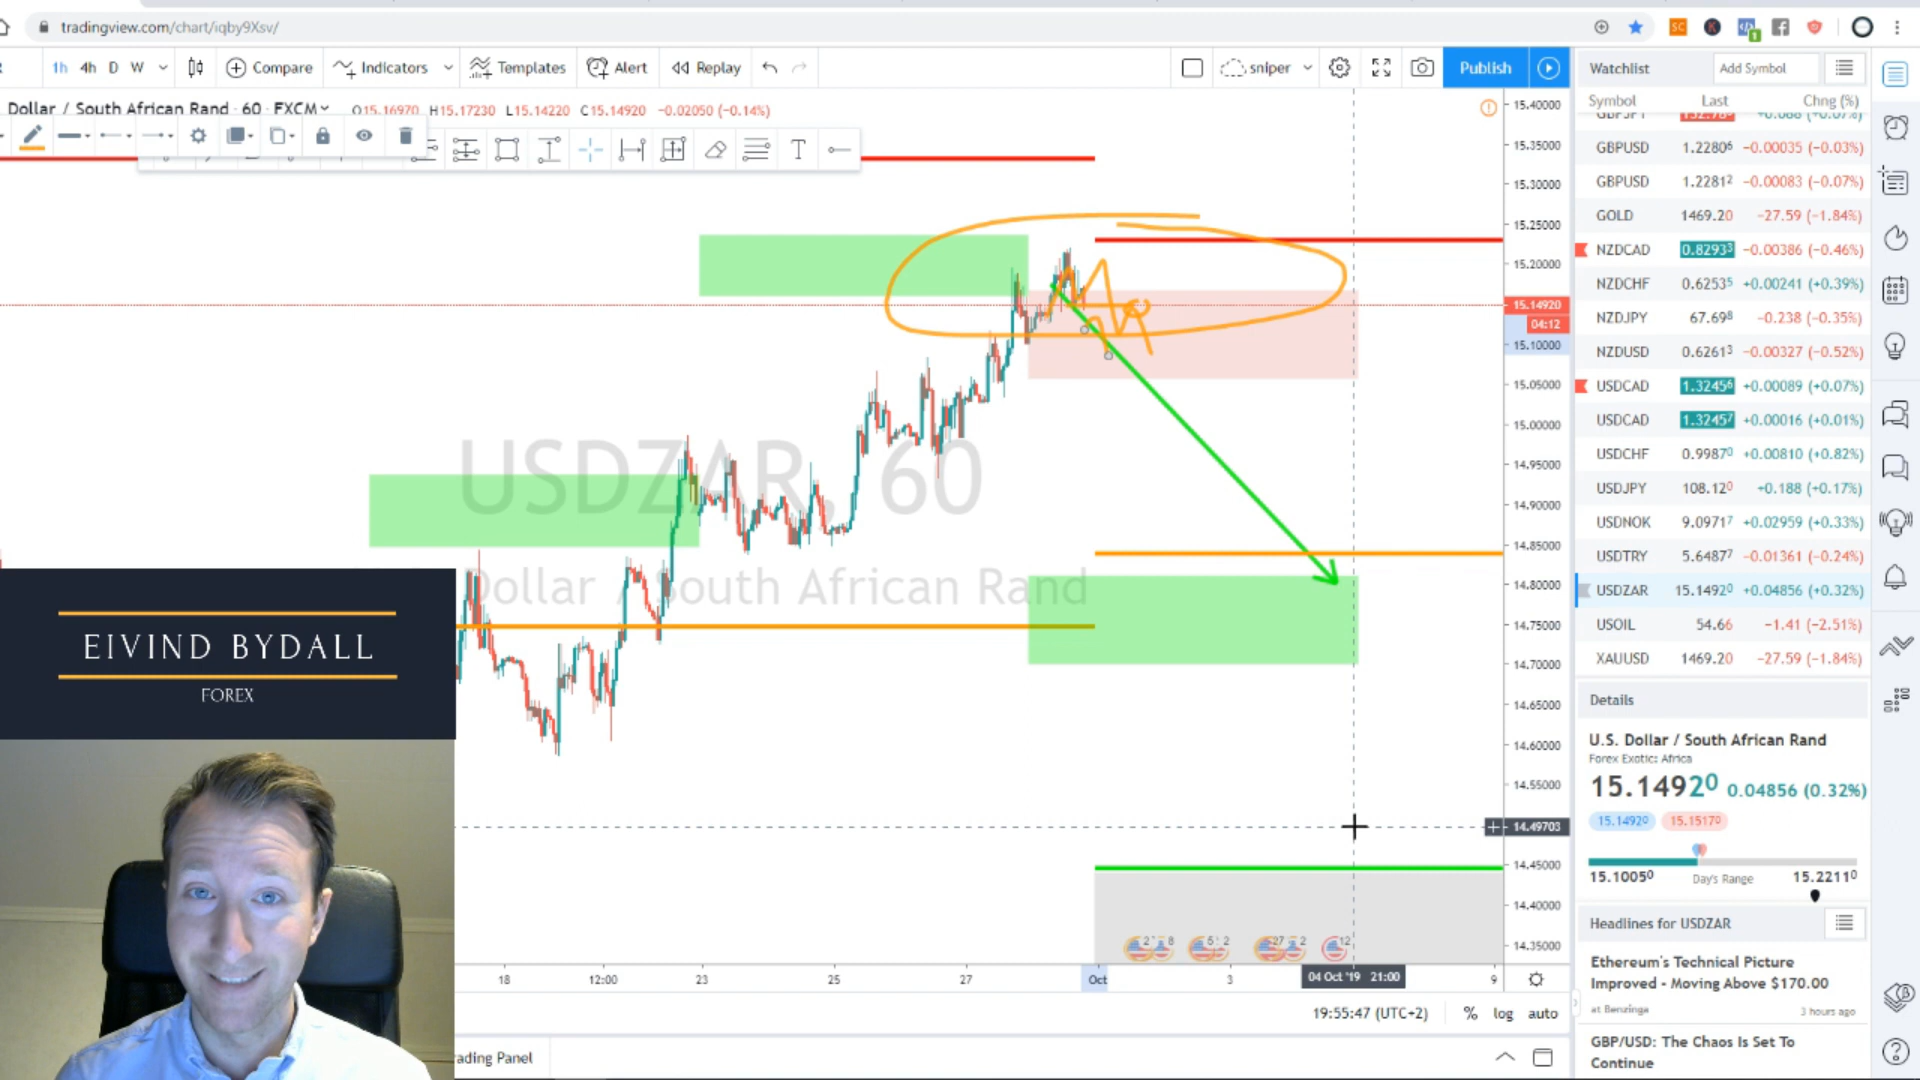 tradingview.com/chart/iqby9Xsv/
1h 4h D W Compare Indicators Templates Alert Replay sniper Publish
Dollar / South African Rand · 60 · FXCM O15.16970 H15.17230 L15.14220 C15.14920 −0.02050 (−0.14%)
T
USDZAR, 60
Dollar / South African Rand
15.40000
15.35000
15.30000
15.25000
15.20000
15.14920
04:12
15.10000
15.05000
15.00000
14.95000
14.90000
14.85000
14.80000
14.75000
14.70000
14.65000
14.60000
14.55000
14.49703
14.45000
14.40000
14.35000
18 12:00 23 25 27 Oct 3 04 Oct '19 21:00 9
19:55:47 (UTC+2) % log auto
ading Panel
EIVIND BYDALL
FOREX
Watchlist Add Symbol
Symbol Last Chng (%)
GBPJPY
GBPUSD 1.22806 −0.00035 (−0.03%)
GBPUSD 1.22812 −0.00083 (−0.07%)
GOLD 1469.20 −27.59 (−1.84%)
NZDCAD 0.82933 −0.00386 (−0.46%)
NZDCHF 0.62535 +0.00241 (+0.39%)
NZDJPY 67.698 −0.238 (−0.35%)
NZDUSD 0.62613 −0.00327 (−0.52%)
USDCAD 1.32456 +0.00089 (+0.07%)
USDCAD 1.32457 +0.00016 (+0.01%)
USDCHF 0.99870 +0.00810 (+0.82%)
USDJPY 108.120 +0.188 (+0.17%)
USDNOK 9.09717 +0.02959 (+0.33%)
USDTRY 5.64877 −0.01361 (−0.24%)
USDZAR 15.14920 +0.04856 (+0.32%)
USOIL 54.66 −1.41 (−2.51%)
XAUUSD 1469.20 −27.59 (−1.84%)
Details
U.S. Dollar / South African Rand
Forex Exotic: Africa
15.14920 0.04856 (0.32%)
15.14920 15.15170
15.10050 Day's Range 15.22110
Headlines for USDZAR
Ethereum's Technical Picture
Improved - Moving Above $170.00
at Benzinga 3 hours ago
GBP/USD: The Chaos Is Set To
Continue